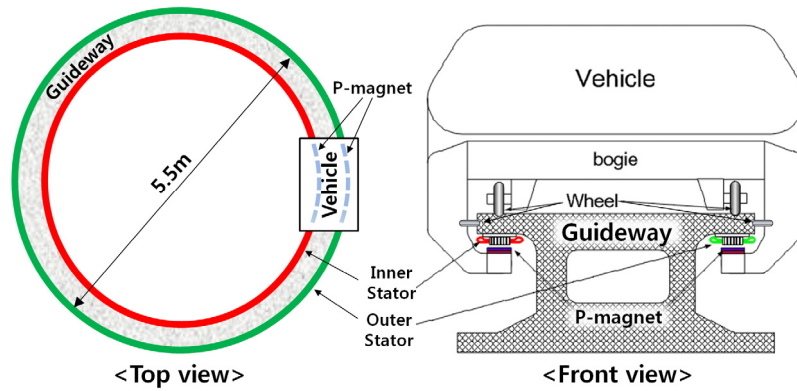 Guideway
P-magnet
5.5m
Vehicle
Inner
Stator
Outer
Stator
<Top view>
Vehicle
bogie
Wheel
Guideway
P-magnet
<Front view>